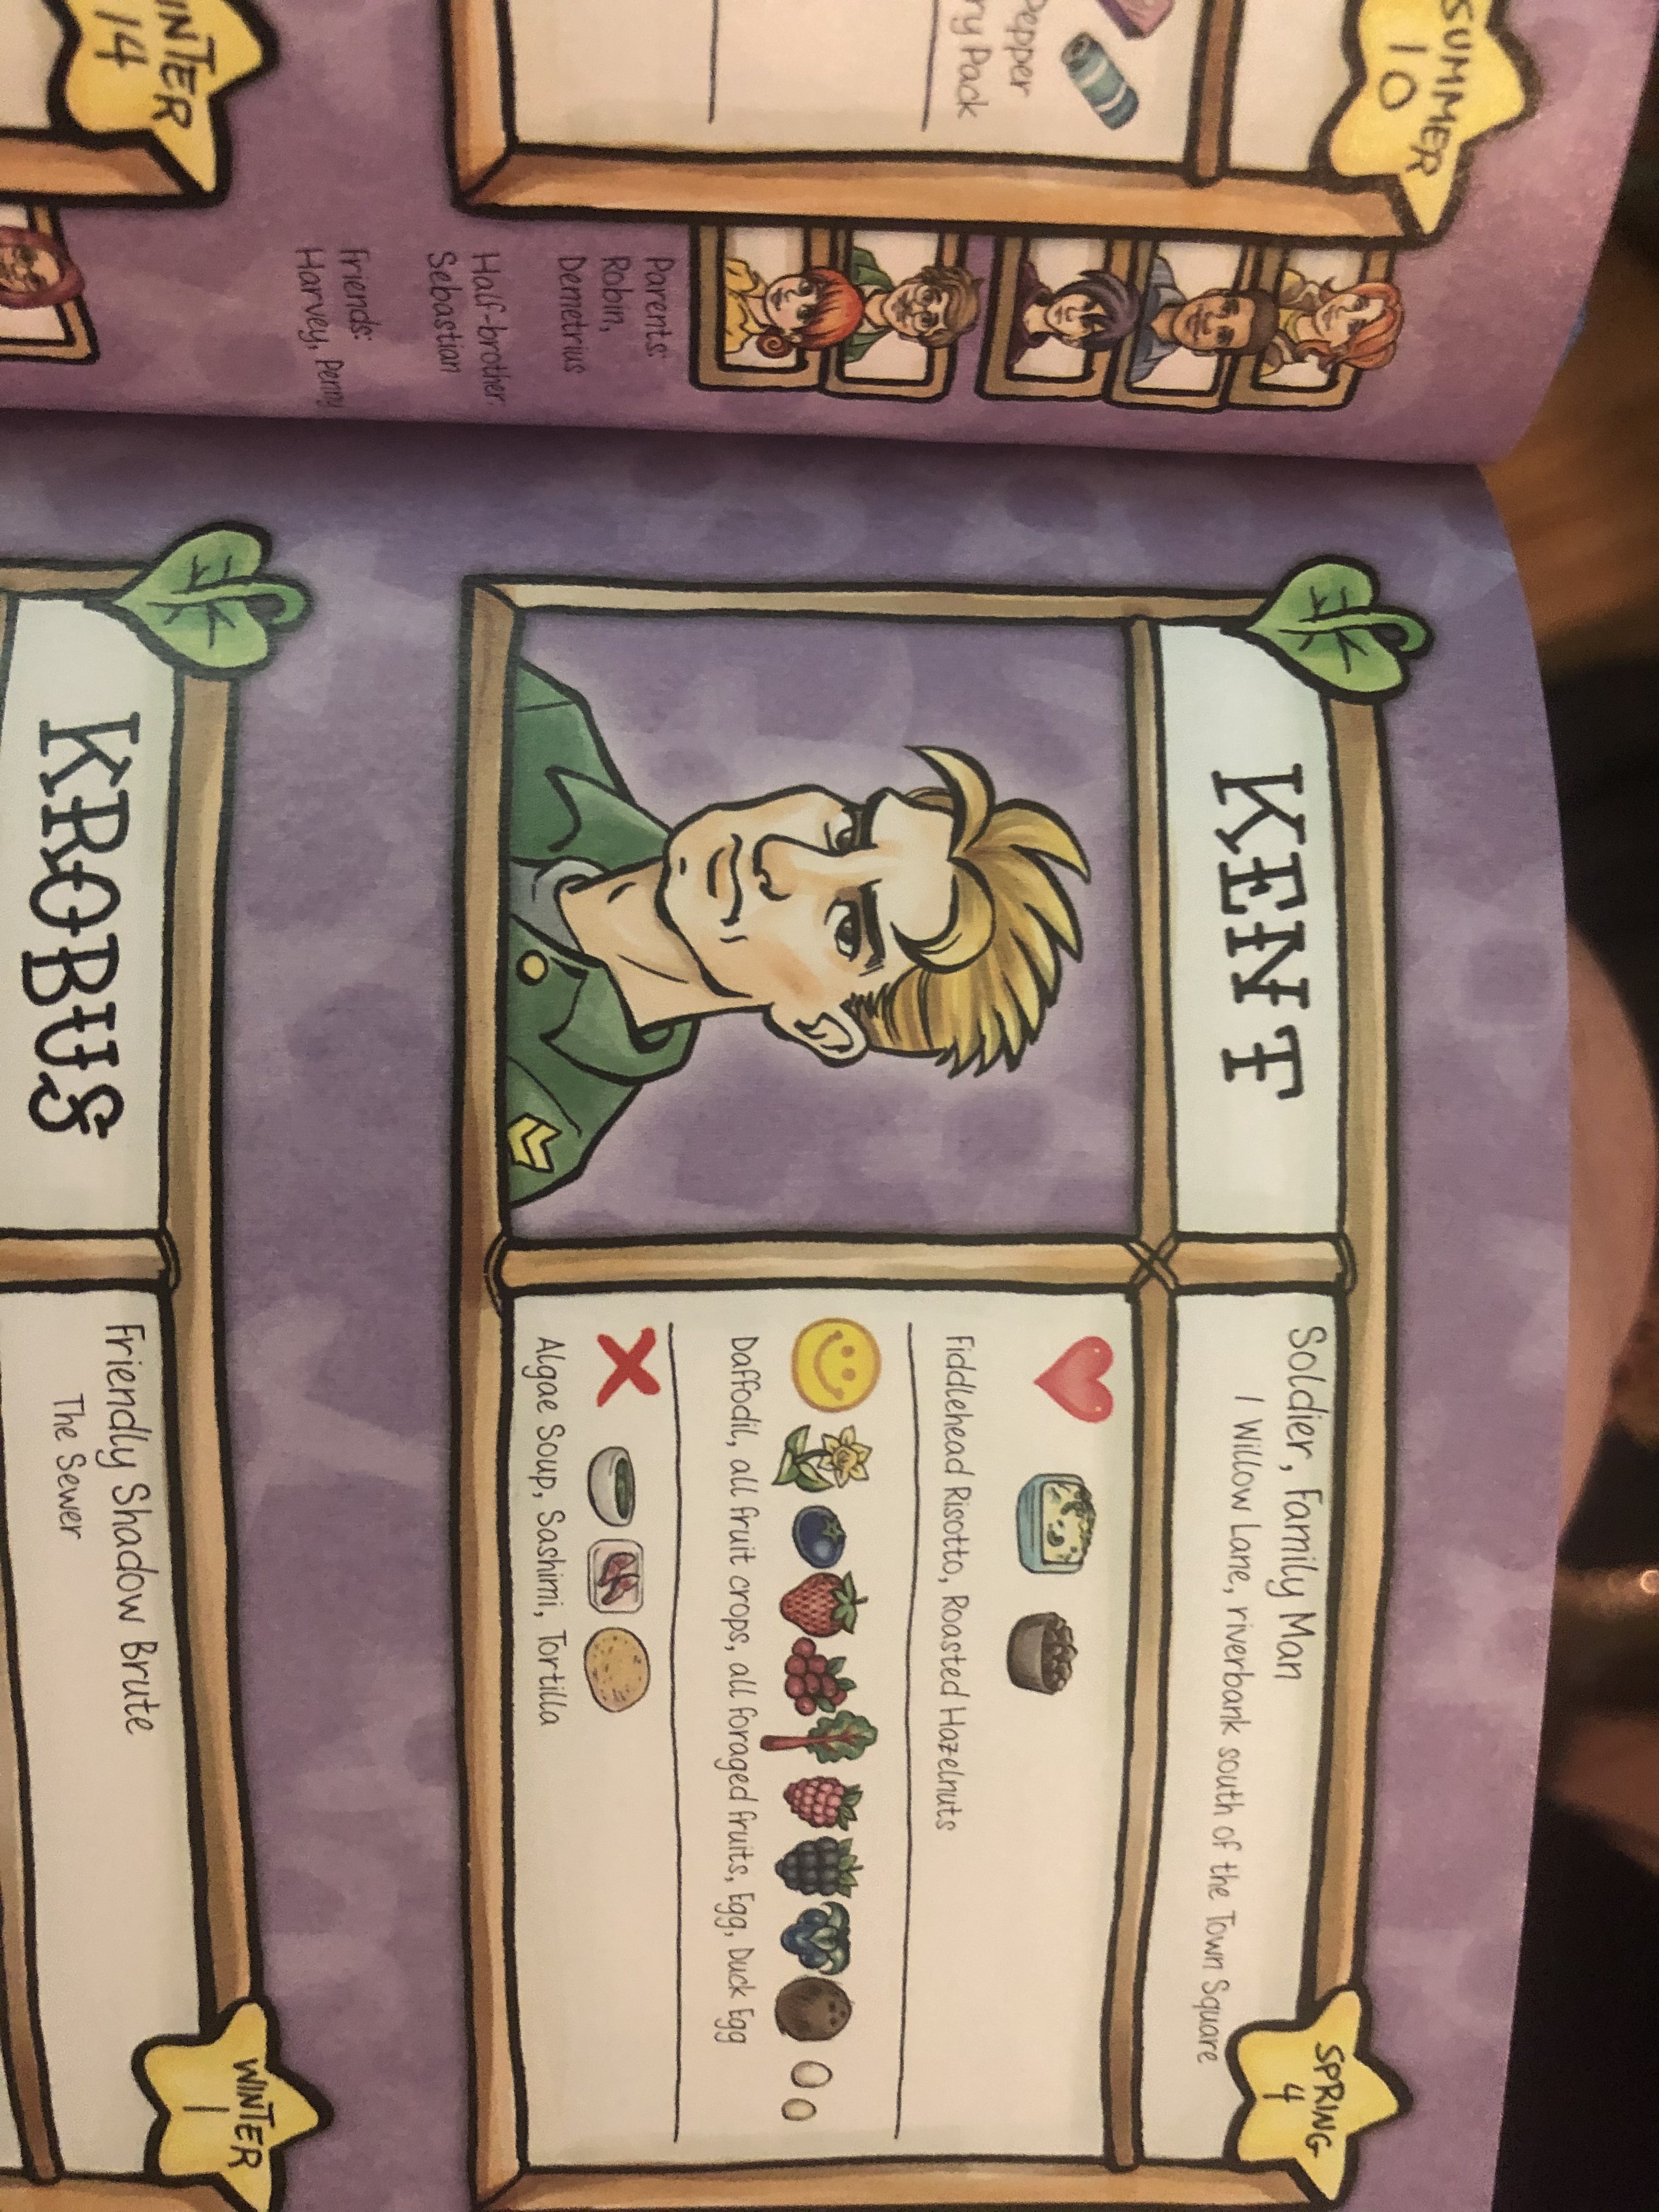 SUMMER
10
Pepper
ry Pack
Parents:
Robin,
Demetrius
Half-brother:
Sebastian
Friends:
Harvey, Penny
INTER
14
KENT
Soldier, Family Man
1 Willow Lane, riverbank south of the Town Square
SPRING
4
Fiddlehead Risotto, Roasted Hazelnuts
Daffodil, all fruit crops, all foraged fruits, Egg, Duck Egg
Algae Soup, Sashimi, Tortilla
KROBUS
Friendly Shadow Brute
The Sewer
WINTER
1